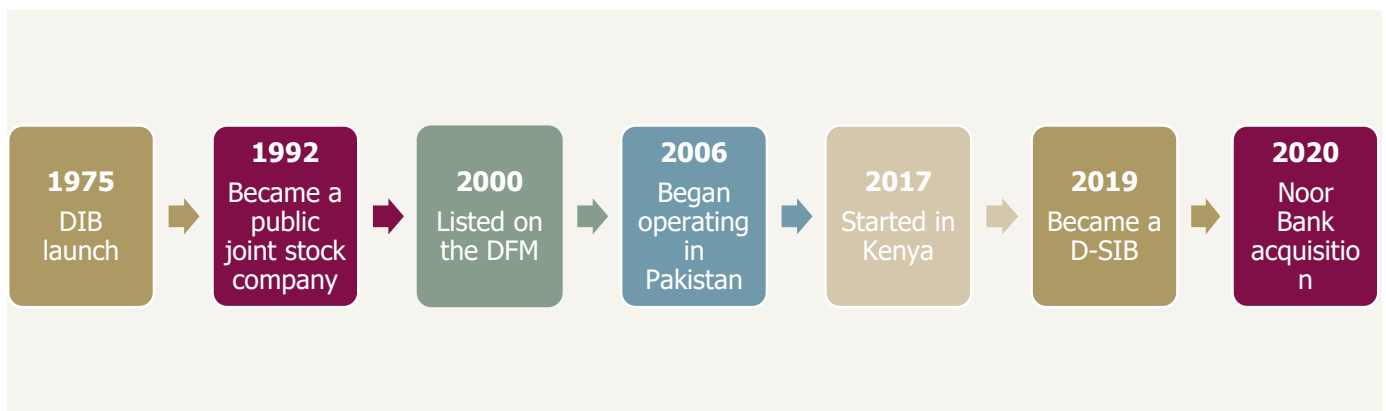 1975
DIB
launch
1992
Became a
public
joint stock
company
2000
Listed on
the DFM
2006
Began
operating
in
Pakistan
2017
Started in
Kenya
2019
Became a
D-SIB
2020
Noor
Bank
acquisitio
n